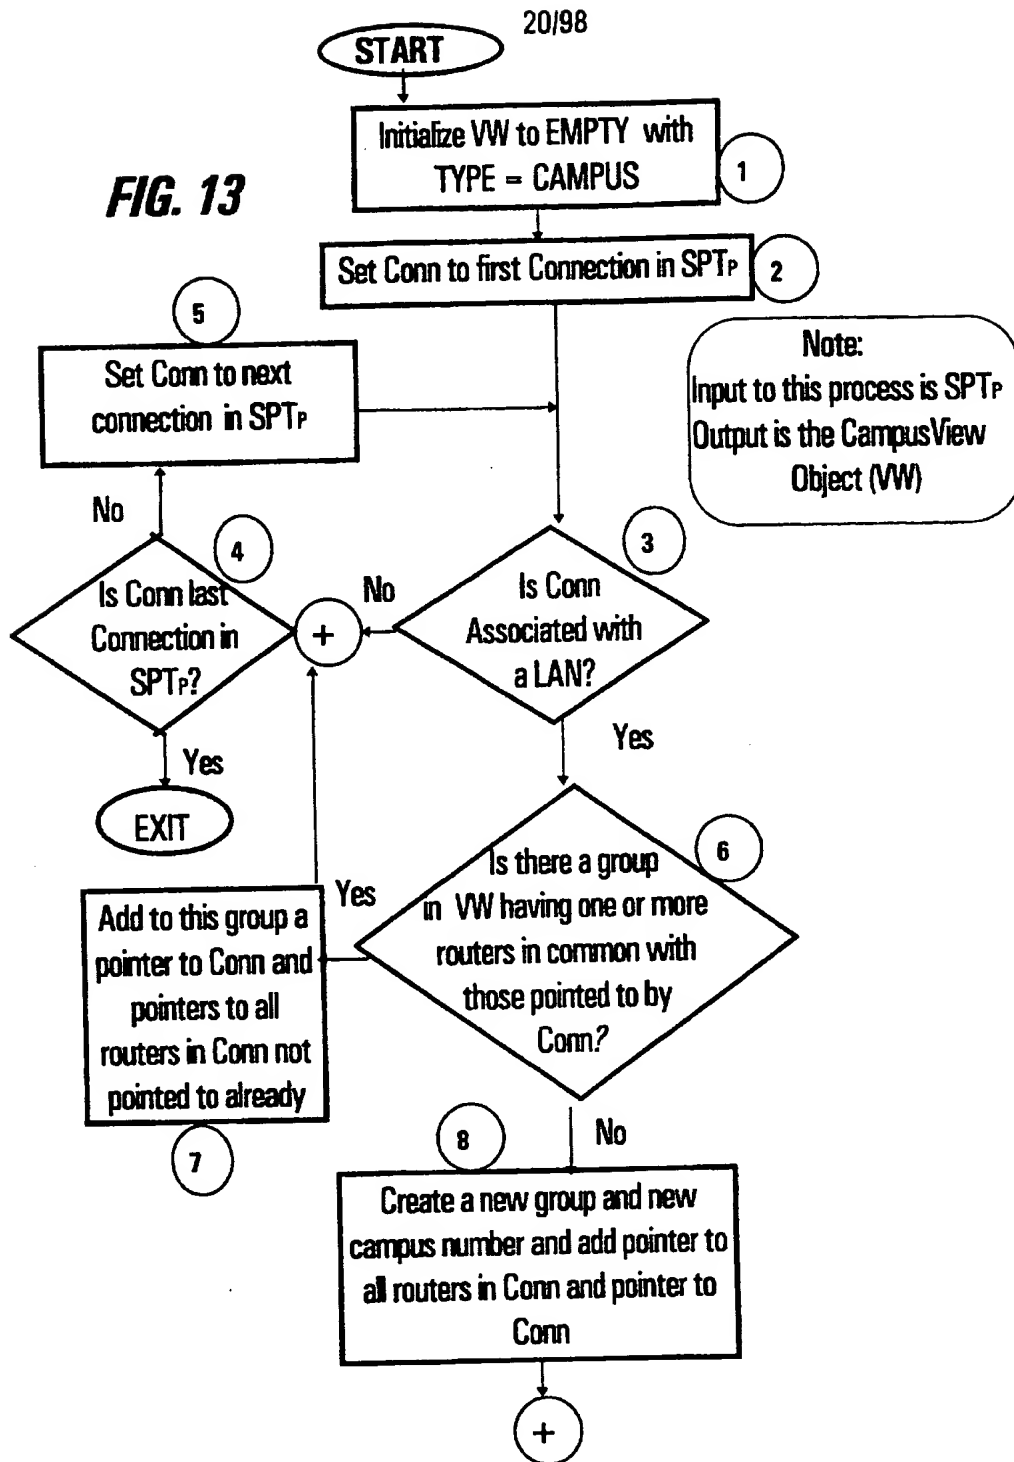 20/98
START
Initialize VW to EMPTY with
TYPE = CAMPUS
1
FIG. 13
Set Conn to first Connection in SPTP
2
5
Set Conn to next
connection in SPTP
Note:
Input to this process is SPTP
Output is the CampusView
Object (VW)
No
4
Is Conn last
Connection in
SPTP?
Yes
EXIT
+
No
3
Is Conn
Associated with
a LAN?
Yes
6
Is there a group
in VW having one or more
routers in common with
those pointed to by
Conn?
Yes
Add to this group a
pointer to Conn and
pointers to all
routers in Conn not
pointed to already
7
No
8
Create a new group and new
campus number and add pointer to
all routers in Conn and pointer to
Conn
+